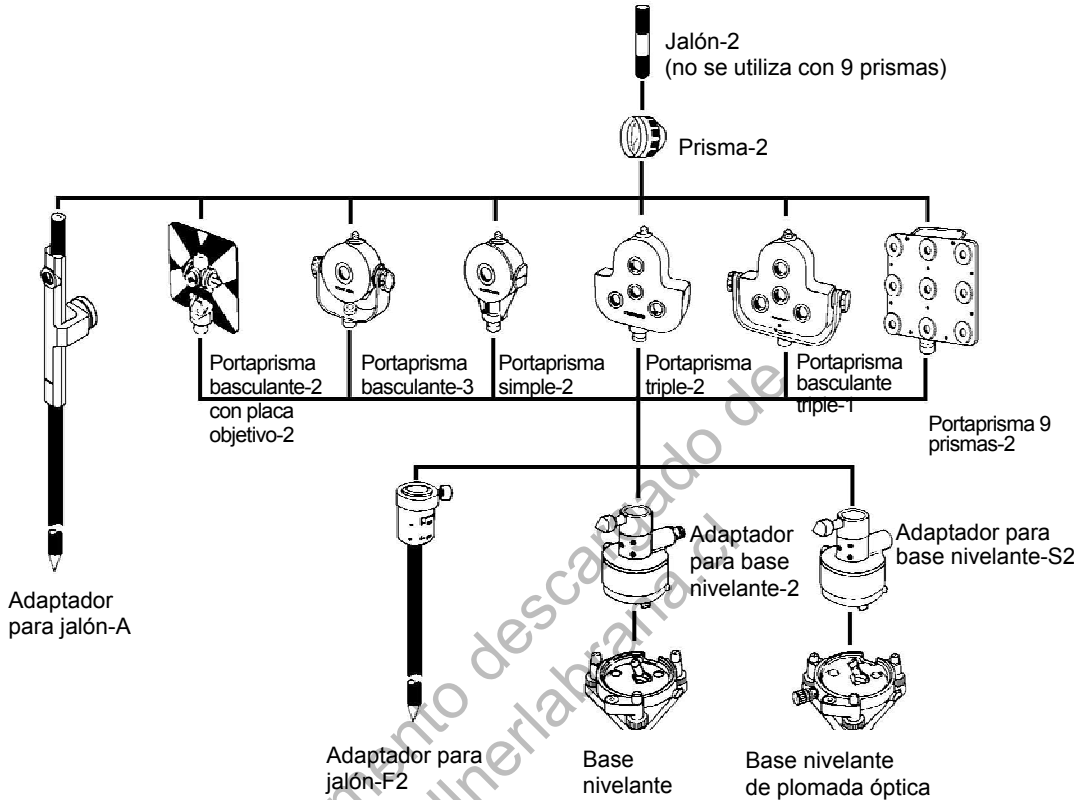 Jalón-2
(no se utiliza con 9 prismas)
Prisma-2
Portaprisma
basculante-2
con placa
objetivo-2
Portaprisma
basculante-3
Portaprisma
simple-2
Portaprisma
triple-2
Portaprisma
basculante
triple-1
Portaprisma 9
prismas-2
Adaptador
para jalón-A
Adaptador
para base
nivelante-2
Adaptador para
base nivelante-S2
Adaptador para
jalón-F2
Base
nivelante
Base nivelante
de plomada óptica
descargado de